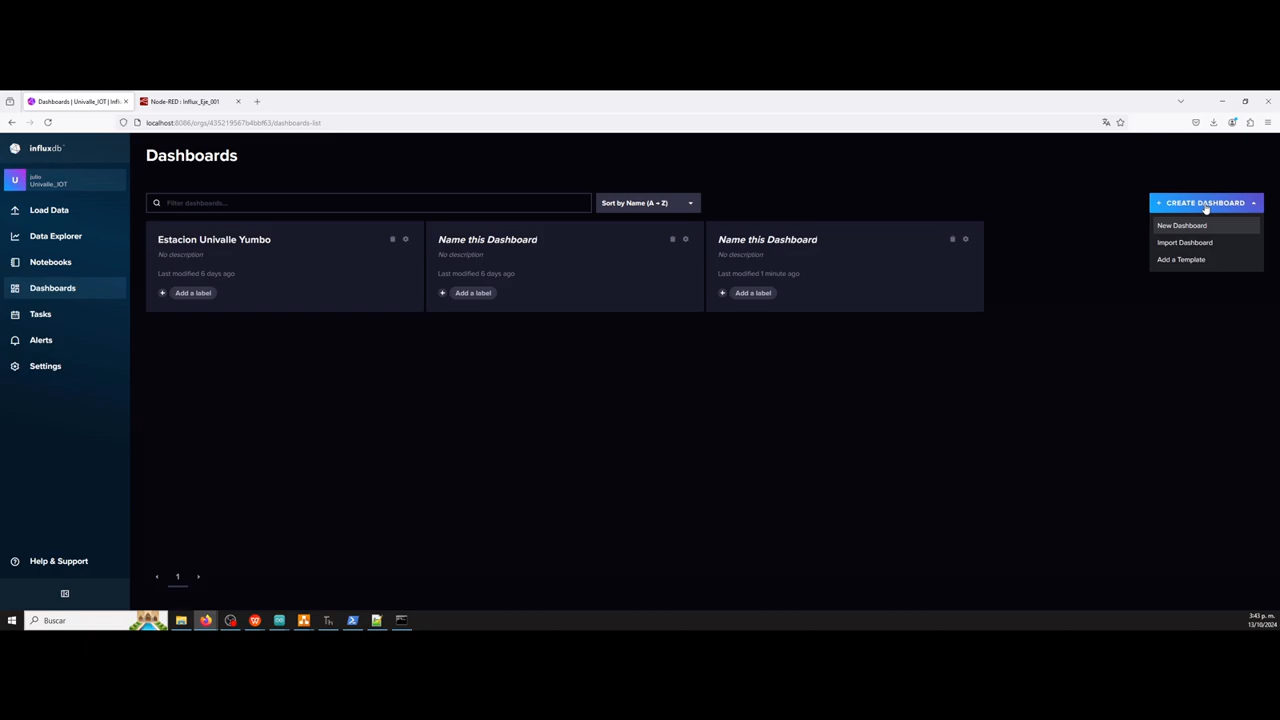 Dashboards | Univalle_IOT | Infl
Node-RED : Influx_Eje_001
localhost:8086/orgs/435219567b4bbf63/dashboards-list
influxdb
U
julio
Univalle_IOT
Load Data
Data Explorer
Notebooks
Dashboards
Tasks
Alerts
Settings
Help & Support
Dashboards
Filter dashboards...
Sort by Name (A → Z)
+ CREATE DASHBOARD
New Dashboard
Import Dashboard
Add a Template
Estacion Univalle Yumbo
No description
Last modified 6 days ago
Add a label
Name this Dashboard
No description
Last modified 6 days ago
Add a label
Name this Dashboard
No description
Last modified 1 minute ago
Add a label
1
Buscar
Th
3:43 p. m.
13/10/2024